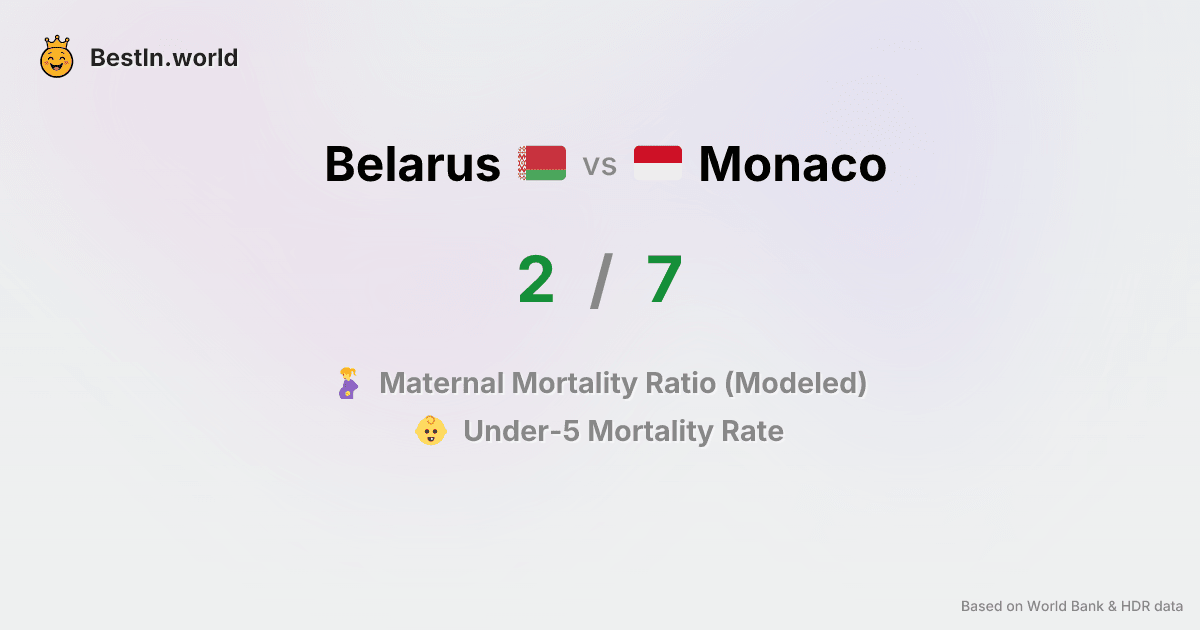 BestIn.world
Belarus vs Monaco
2 / 7
Maternal Mortality Ratio (Modeled)
Under-5 Mortality Rate
Based on World Bank & HDR data